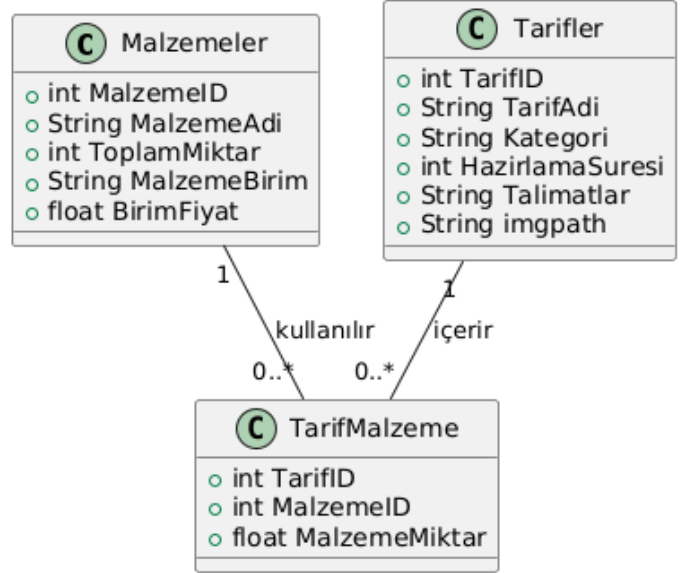 C Malzemeler
int MalzemeID
String MalzemeAdi
int ToplamMiktar
String MalzemeBirim
float BirimFiyat
C Tarifler
int TarifID
String TarifAdi
String Kategori
int HazirlamaSuresi
String Talimatlar
String imgpath
1
1
kullanılır
içerir
0..*
0..*
C TarifMalzeme
int TarifID
int MalzemeID
float MalzemeMiktar